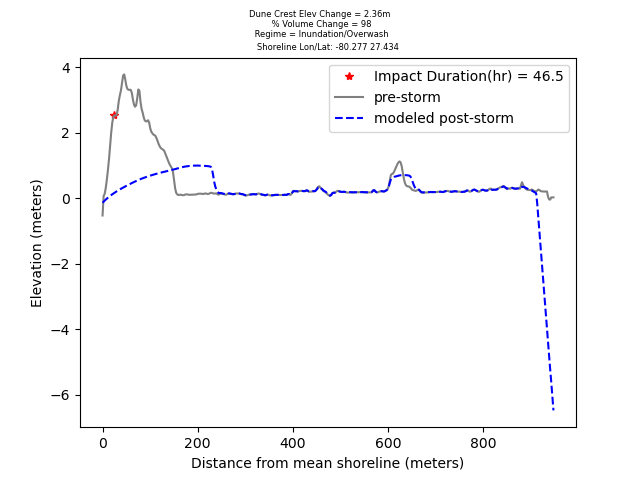 Dune Crest Elev Change = 2.36m
% Volume Change = 98
Regime = Inundation/Overwash
Shoreline Lon/Lat: -80.277 27.434
Impact Duration(hr) = 46.5
pre-storm
modeled post-storm
4
2
0
−2
−4
−6
Elevation (meters)
0 200 400 600 800
Distance from mean shoreline (meters)